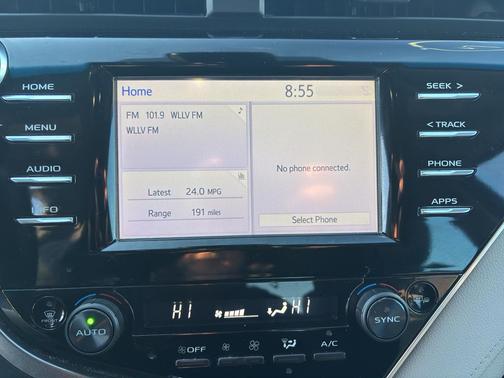 Home 8:55
FM 101.9 WLLV FM
WLLV FM
No phone connected.
Latest 24.0 MPG
Range 191 miles
Select Phone
HOME
MENU
AUDIO
INFO
SEEK >
< TRACK
PHONE
APPS
HI HI
FRONT
AUTO
SYNC
OFF
A/C